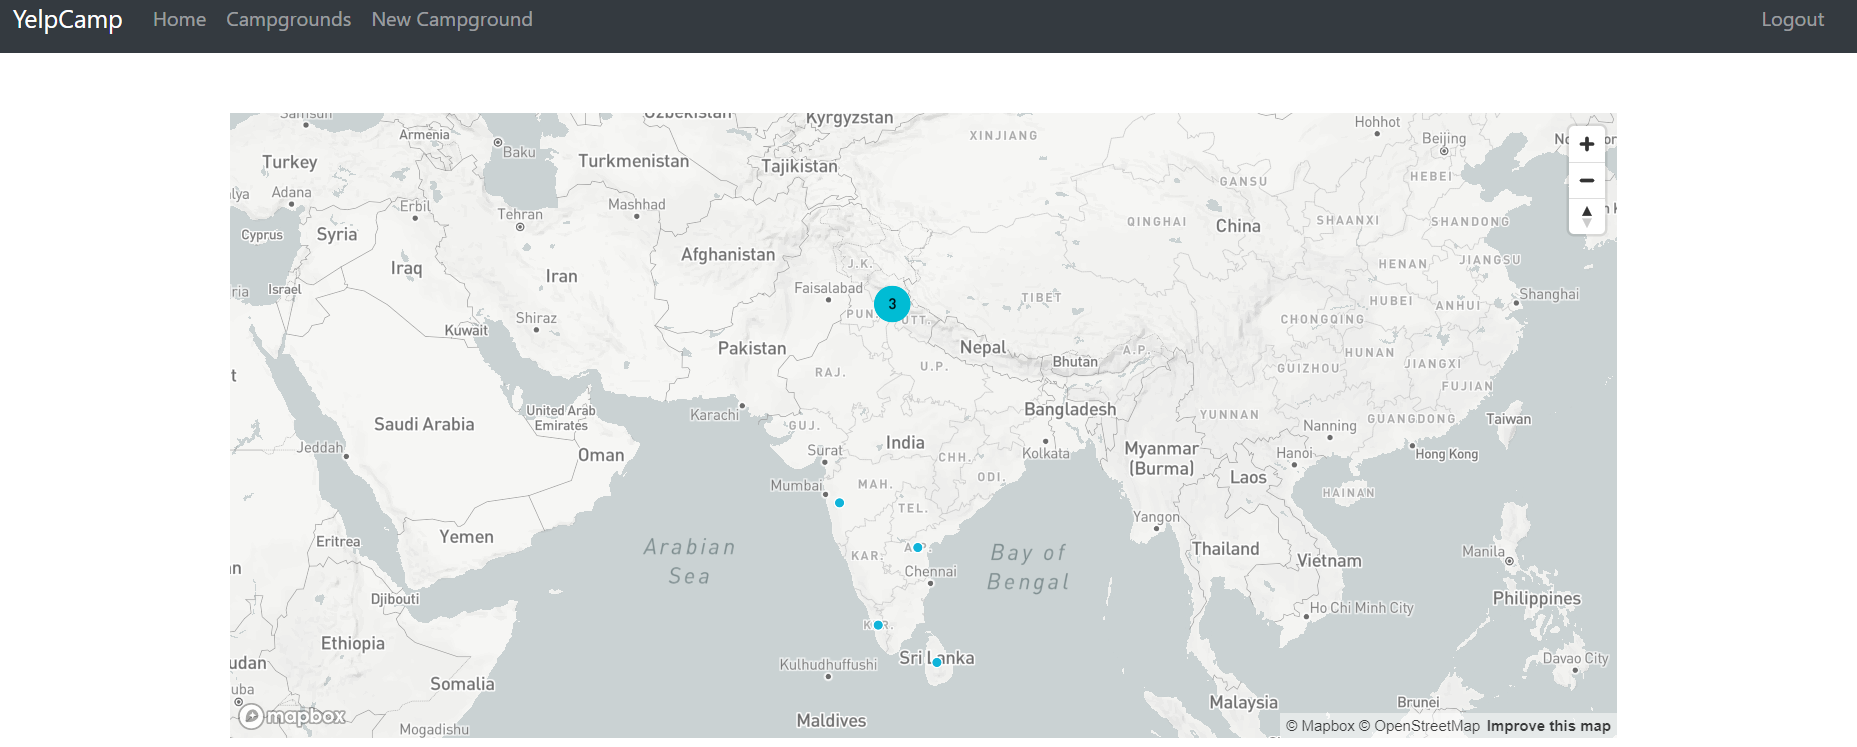 YelpCamp Home Campgrounds New Campground Logout
Samsun Uzbekistan Kyrgyzstan Hohhot
Armenia XINJIANG Beijing
Baku
Turkey Turkmenistan Tajikistan
GANSU HEBEI
Adana Erbil Mashhad
Tehran QINGHAI SHAANXI SHANDONG
Cyprus Syria China
Afghanistan
Iraq Iran J.K. HENAN JIANGSU
Israel Faisalabad 3 TIBET HUBEI ANHUI Shanghai
Kuwait Shiraz PUN. UTT. CHONGQING
Pakistan Nepal Bhutan A.P. HUNAN JIANGXI
RAJ. U.P. GUIZHOU FUJIAN
Karachi Bangladesh YUNNAN GUANGDONG Taiwan
Saudi Arabia United Arab
Emirates
GUJ. Nanning
Jeddah Oman Surat India Kolkata Myanmar
(Burma)
Hanoi Hong Kong
CHH. Laos
Mumbai MAH. ODI. HAINAN
TEL. Yangon
Yemen Arabian
Sea
Bay of
Bengal
Thailand Vietnam Manila
Eritrea KAR. Chennai
Djibouti Ho Chi Minh City Philippines
Ethiopia
Kulhudhuffushi Sri Lanka Davao City
Somalia
Malaysia Brunei
mapbox Mogadishu Maldives © Mapbox © OpenStreetMap Improve this map